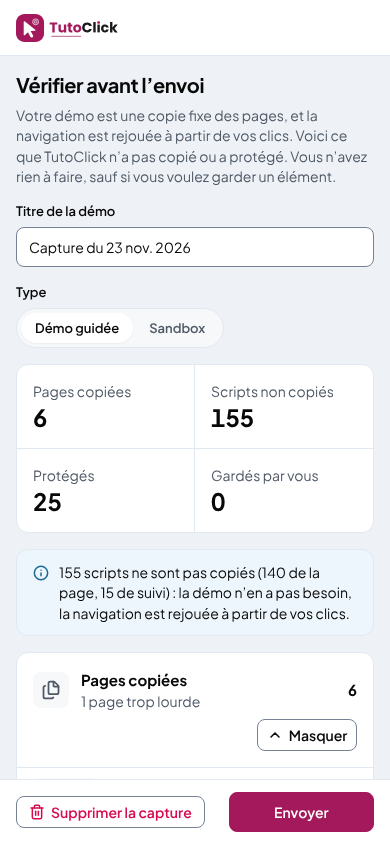 TutoClick
Vérifier avant l’envoi
Votre démo est une copie fixe des pages, et la
navigation est rejouée à partir de vos clics. Voici ce
que TutoClick n’a pas copié ou a protégé. Vous n’avez
rien à faire, sauf si vous voulez garder un élément.
Titre de la démo
Capture du 23 nov. 2026
Type
Démo guidée
Sandbox
Pages copiées
6
Scripts non copiés
155
Protégés
25
Gardés par vous
0
155 scripts ne sont pas copiés (140 de la
page, 15 de suivi) : la démo n’en a pas besoin,
la navigation est rejouée à partir de vos clics.
Pages copiées
1 page trop lourde
6
Masquer
Supprimer la capture
Envoyer